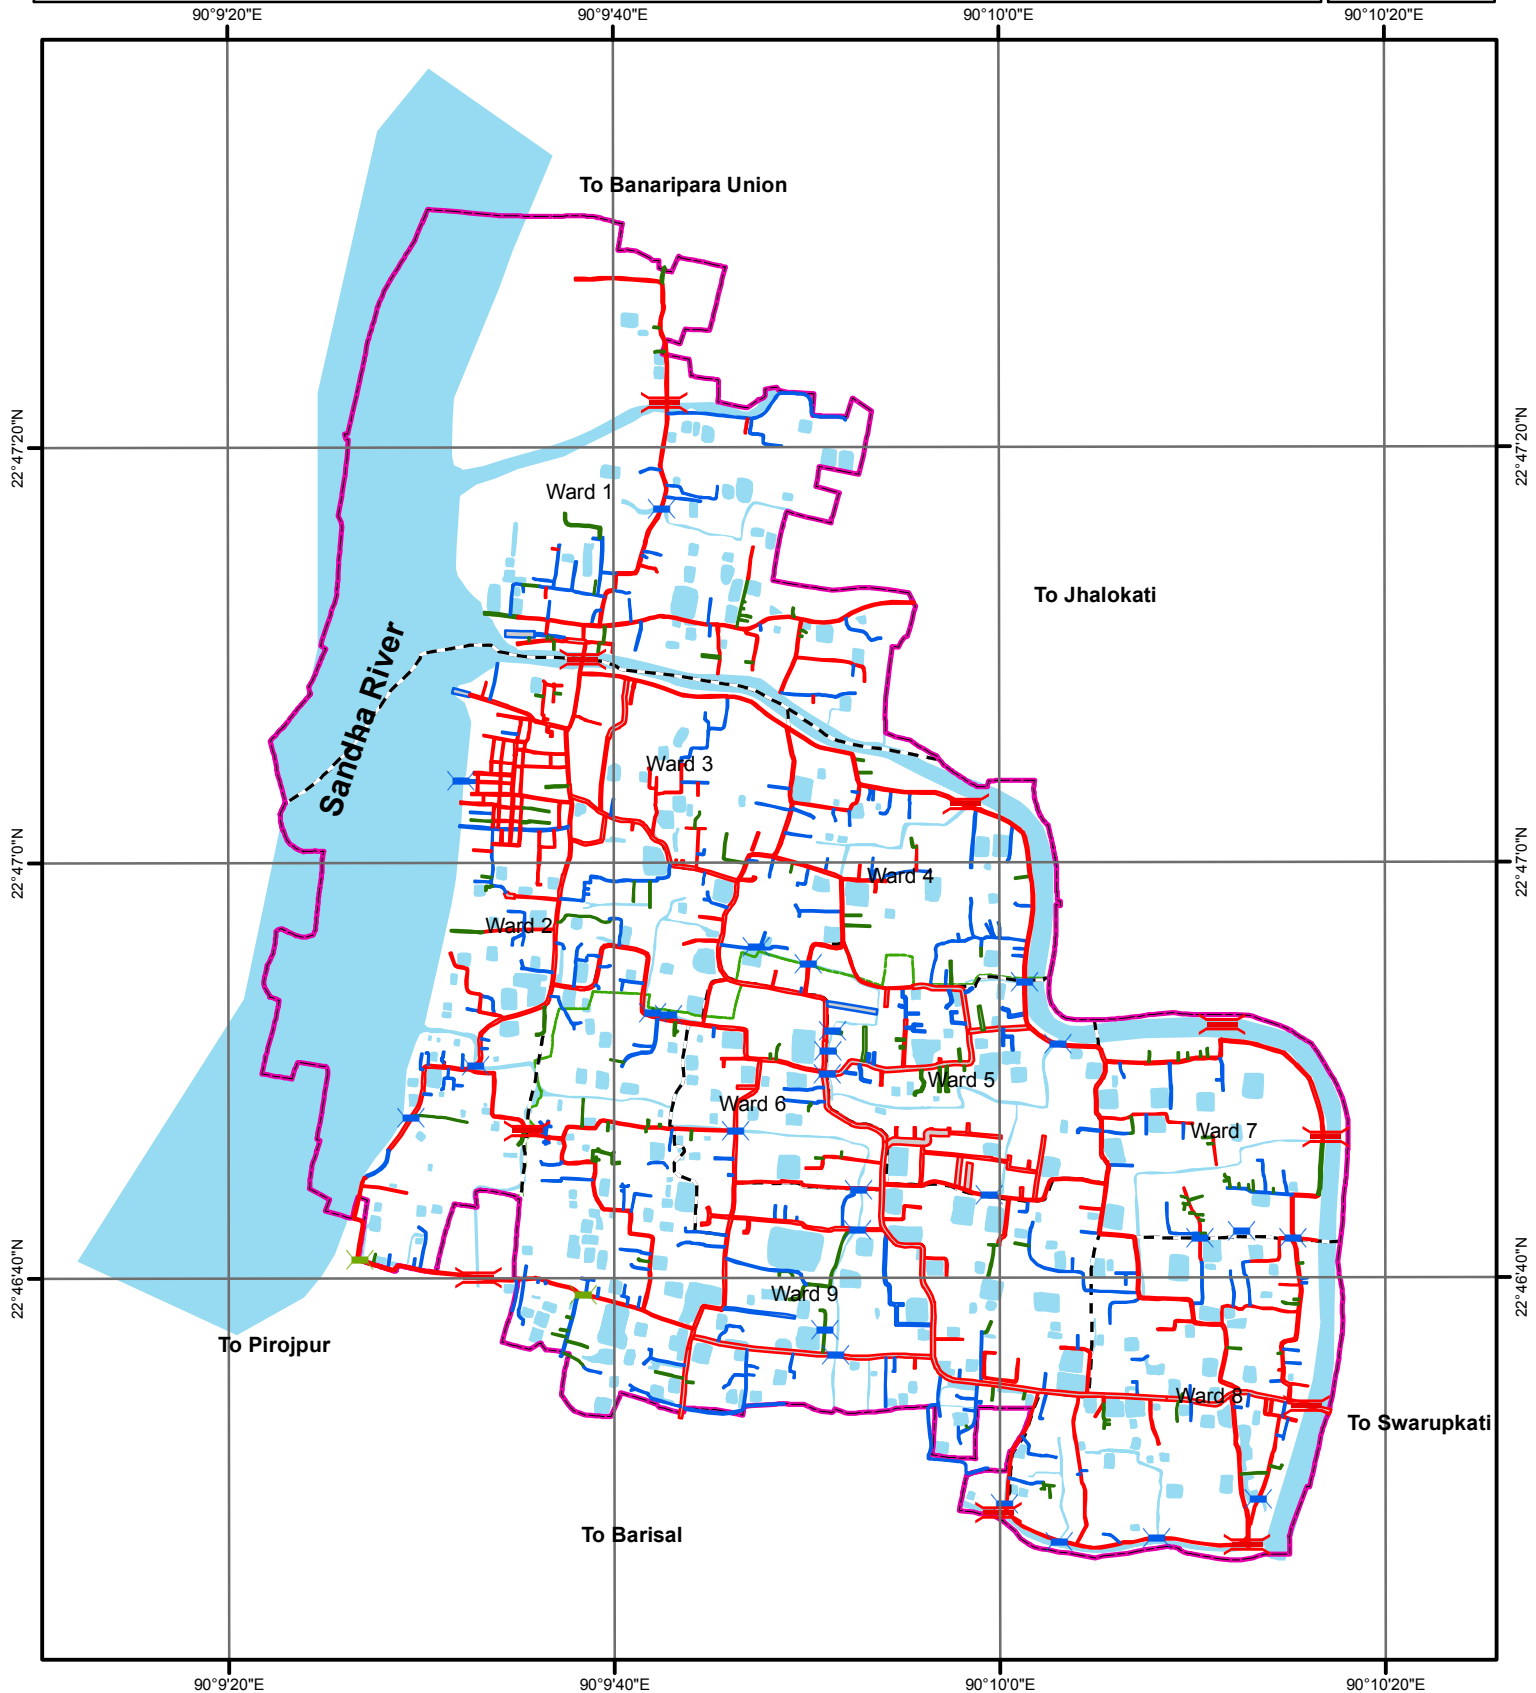 90°9'20"E
90°9'40"E
90°10'0"E
90°10'20"E
To Banaripara Union
22°47'20"N
22°47'20"N
Ward 1
To Jhalokati
Sandha River
Ward 3
22°47'0"N
22°47'0"N
Ward 4
Ward 2
Ward 5
Ward 6
Ward 7
22°46'40"N
22°46'40"N
Ward 9
To Pirojpur
Ward 8
To Swarupkati
To Barisal
90°9'20"E
90°9'40"E
90°10'0"E
90°10'20"E